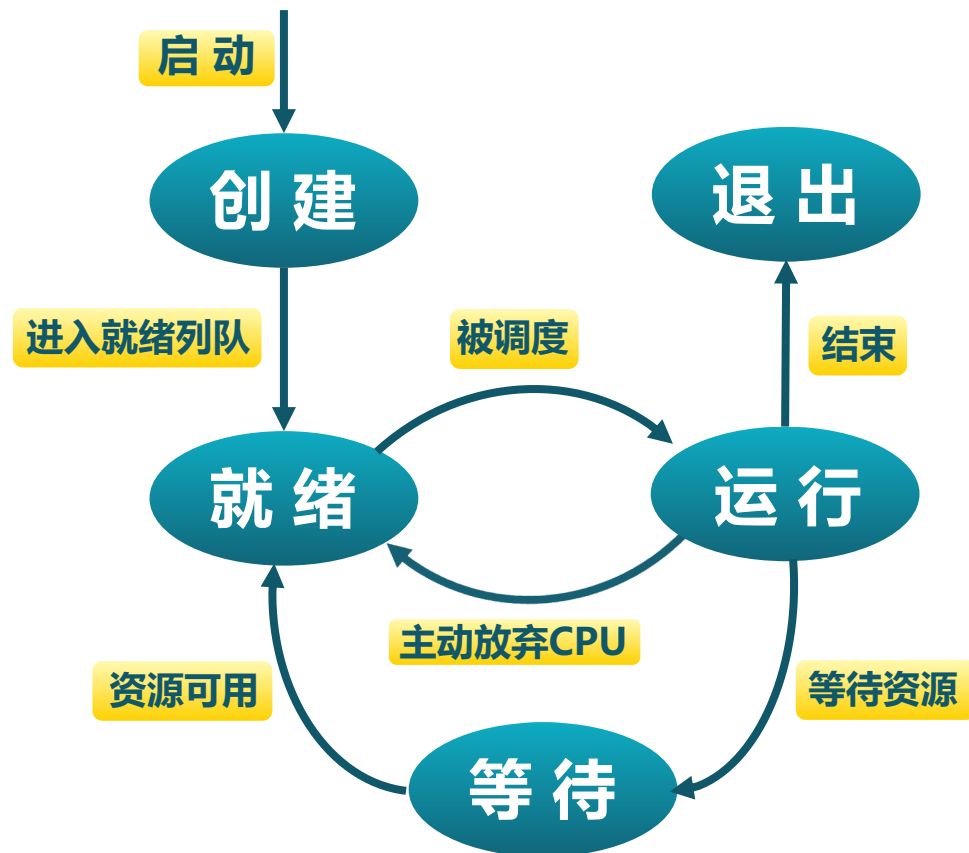 启 动
创 建
退 出
进入就绪列队
被调度
结束
就 绪
运 行
主动放弃CPU
资源可用
等待资源
等 待